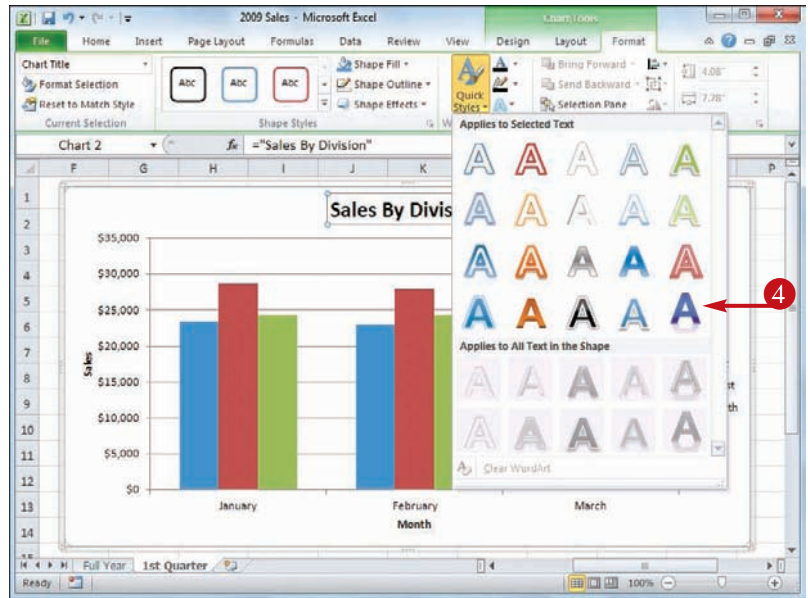 2009 Sales - Microsoft Excel
Chart Tools
File Home Insert Page Layout Formulas Data Review View Design Layout Format
Chart Title
Format Selection
Reset to Match Style
Current Selection
Abc Abc Abc
Shape Fill
Shape Outline
Shape Effects
Shape Styles
Quick Styles
A
A
Bring Forward
Send Backward
Selection Pane
4.08"
7.28"
Chart 2 fx ="Sales By Division"
Applies to Selected Text
F G H I J K P
1
2
3
4
5
6
7
8
9
10
11
12
13
14
15
Sales By Divis
$35,000
$30,000
$25,000
$20,000
$15,000
$10,000
$5,000
$0
Sales
January February March
Month
st
th
A A A A A
A A A A A
A A A A A
A A A A A
4
Applies to All Text in the Shape
A A A A A
A A A A A
Clear WordArt
Full Year 1st Quarter
Ready 100%